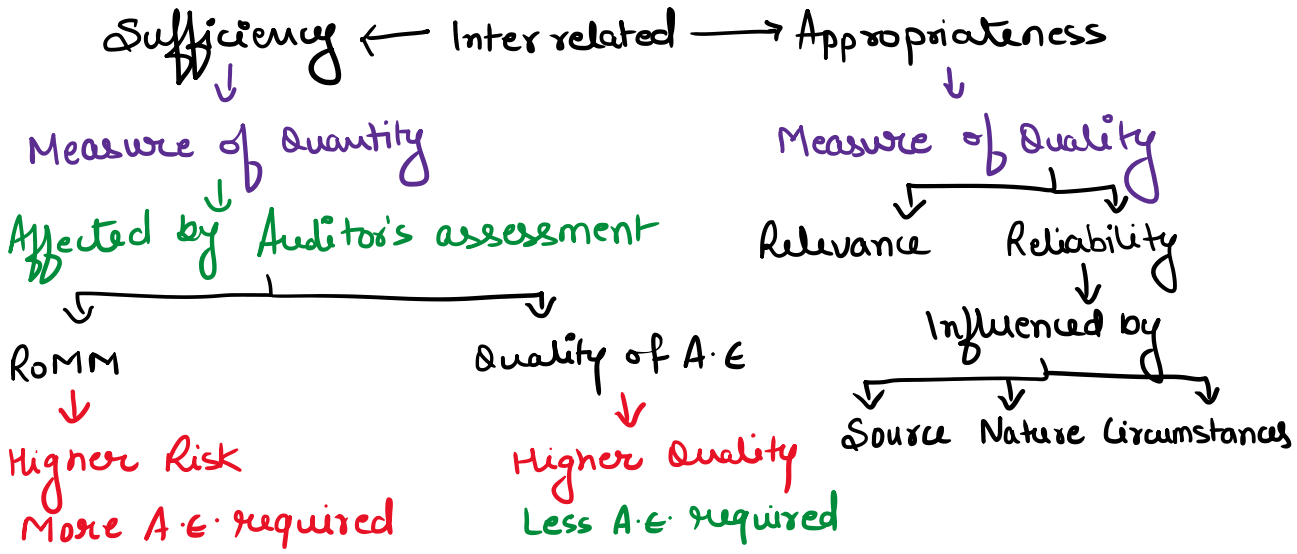 Sufficiency ← Inter related → Appropriateness
Measure of Quantity
Measure of Quality
Affected by Auditor's assessment
Relevance Reliability
Influenced by
RoMM
Quality of A.E
Source Nature Circumstances
Higher Risk
Higher Quality
More A.E. required
Less A.E. required